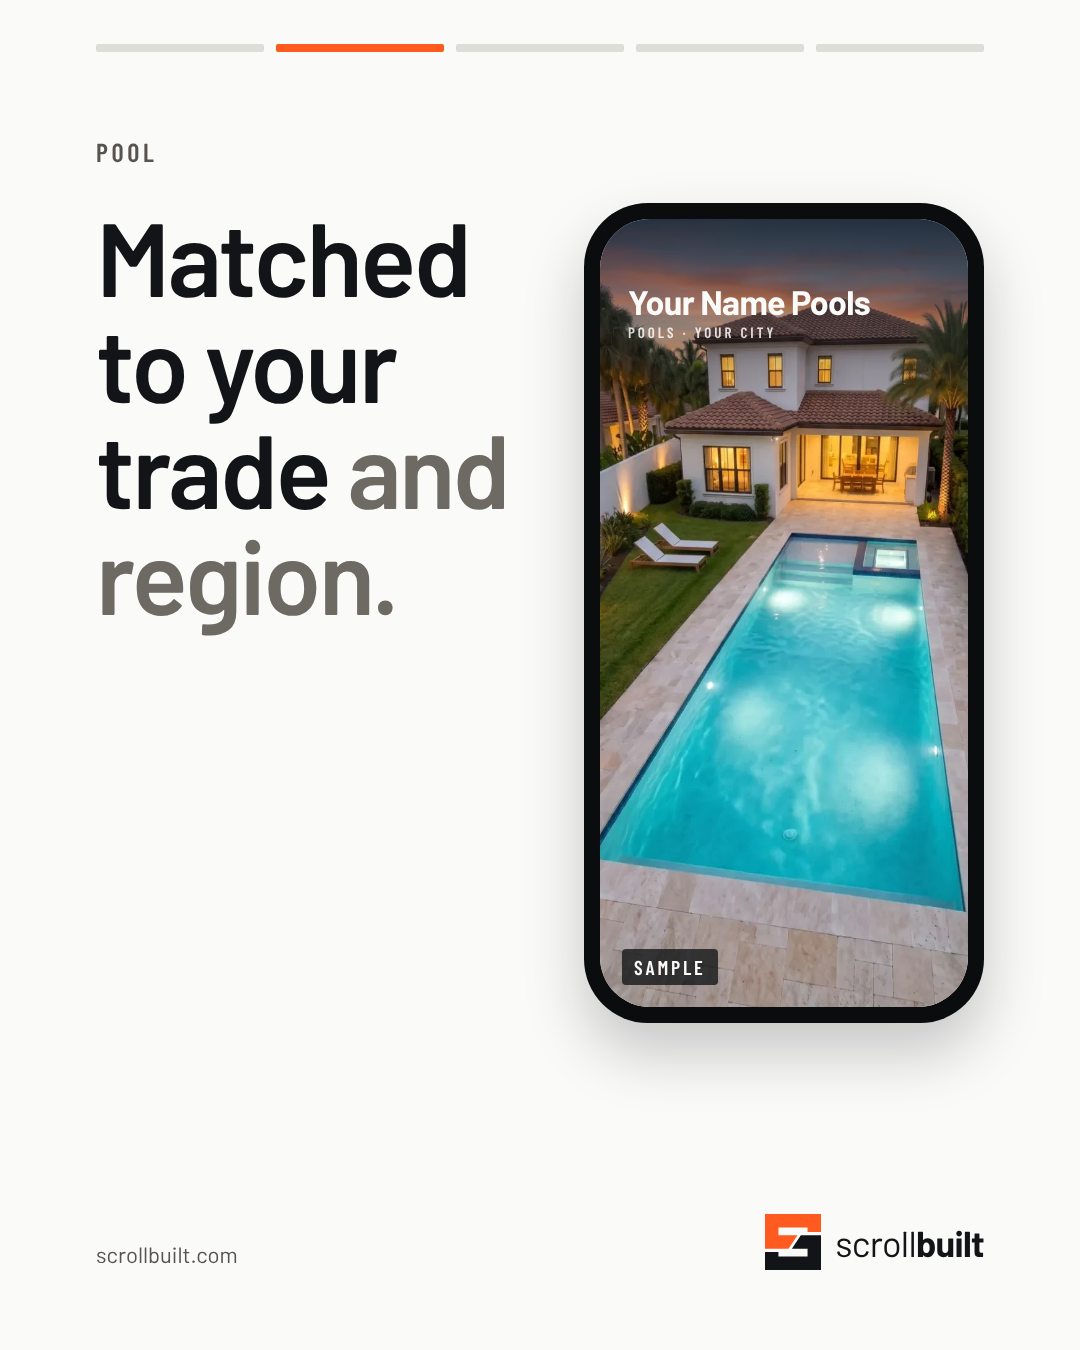 POOL
Matched
to your
trade and
region.
Your Name Pools
POOLS · YOUR CITY
SAMPLE
scrollbuilt.com
scrollbuilt